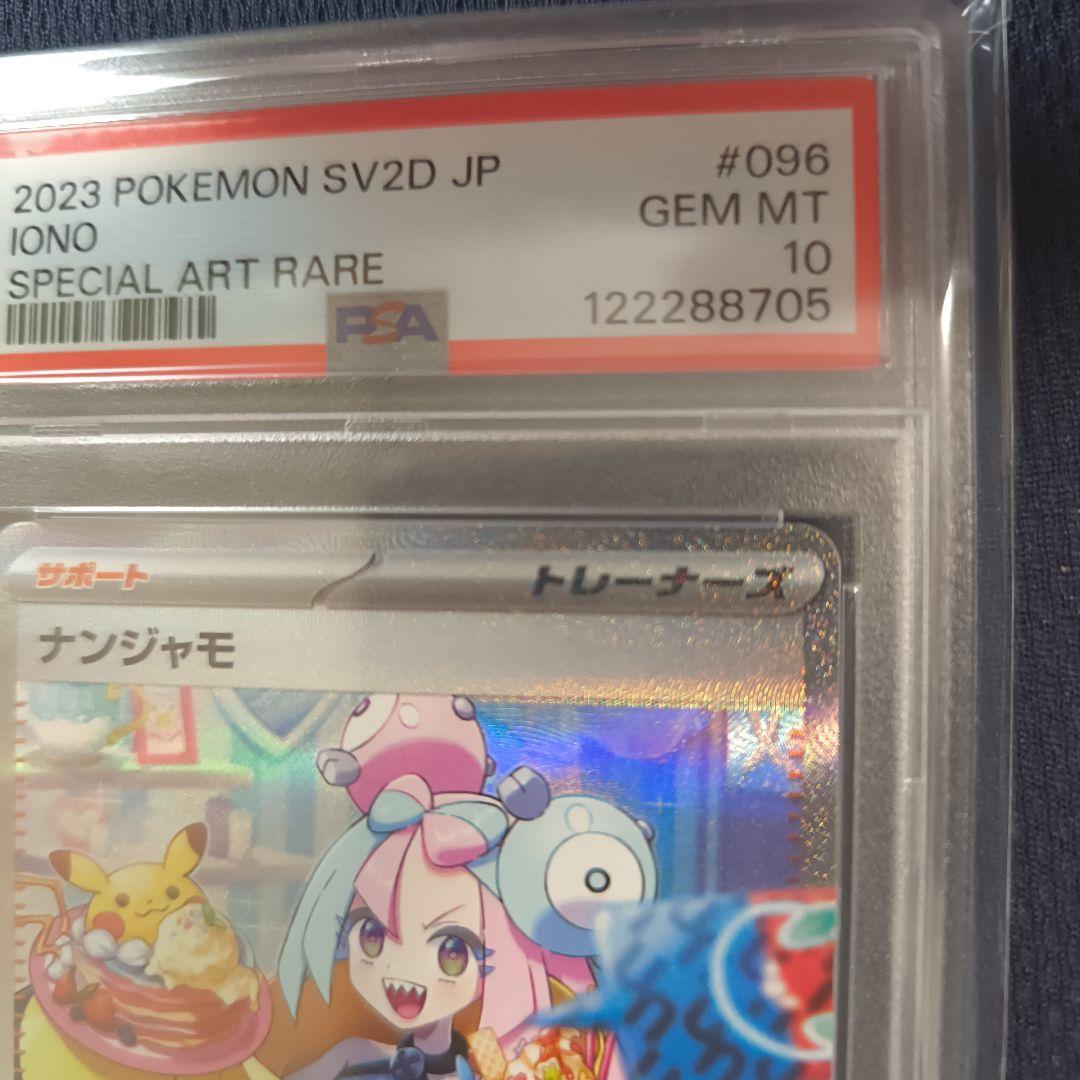 2023 POKEMON SV2D JP #096
IONO GEM MT
SPECIAL ART RARE 10
122288705
PSA
サポート トレーナーズ
ナンジャモ